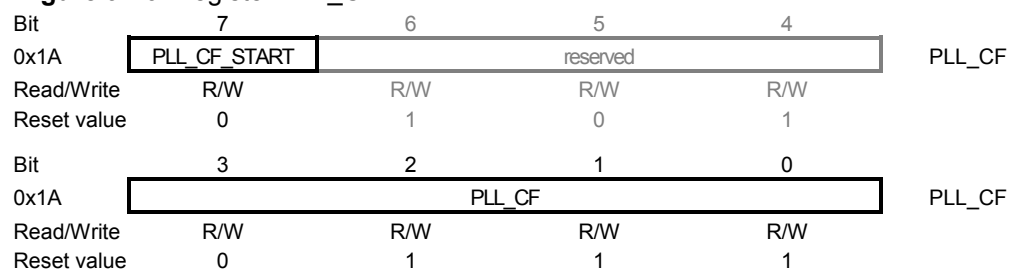 Bit 7 6 5 4
0x1A PLL_CF_START reserved PLL_CF
Read/Write R/W R/W R/W R/W
Reset value 0 1 0 1
Bit 3 2 1 0
0x1A PLL_CF PLL_CF
Read/Write R/W R/W R/W R/W
Reset value 0 1 1 1